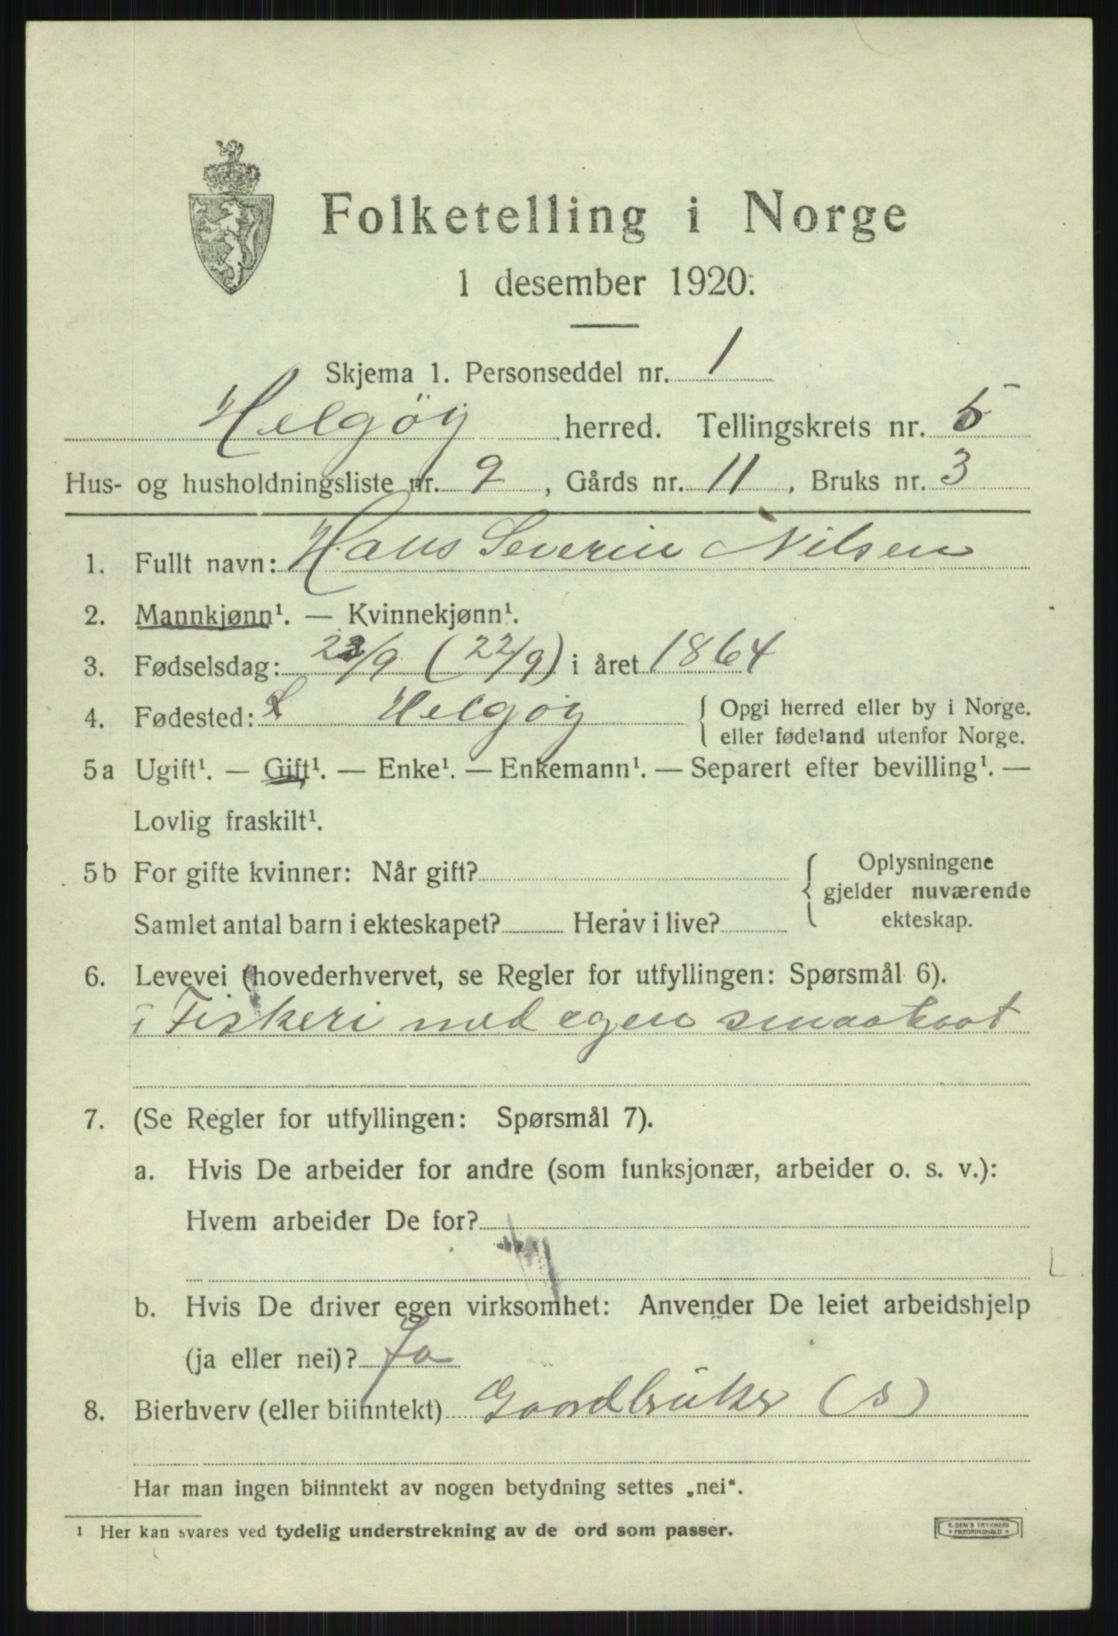 Folketelling i Norge
1 desember 1920.
Skjema 1. Personseddel nr. 1
Helgøy herred. Tellingskrets nr. 5
Hus- og husholdningsliste nr. 2, Gårds nr. 11, Bruks nr. 3
1. Fullt navn: Hans Severin Nilsen
2. Mannkjønn¹. — Kvinnekjønn¹.
3. Fødselsdag: 23/9 (22/9) i året 1864
4. Fødested: Helgøy { Opgi herred eller by i Norge,
eller fødeland utenfor Norge.
5a Ugift¹. — Gift¹. — Enke¹. — Enkemann¹. — Separert efter bevilling¹. —
Lovlig fraskilt¹.
5b For gifte kvinner: Når gift? { Oplysningene
gjelder nuværende
Samlet antal barn i ekteskapet? Herav i live? ekteskap.
6. Levevei (hovederhvervet, se Regler for utfyllingen: Spørsmål 6).
i Fiskeri med egen smaabaat
7. (Se Regler for utfyllingen: Spørsmål 7).
a. Hvis De arbeider for andre (som funksjonær, arbeider o. s. v.):
Hvem arbeider De for?
b. Hvis De driver egen virksomhet: Anvender De leiet arbeidshjelp
(ja eller nei)? Ja
8. Bierhverv (eller biinntekt) Gaardbruker (s)
Har man ingen biinntekt av nogen betydning settes „nei“.
¹ Her kan svares ved tydelig understrekning av de ord som passer.